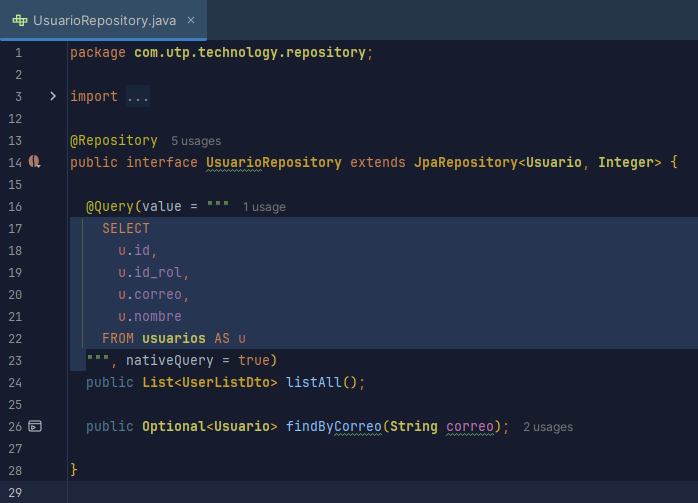 UsuarioRepository.java ×
1 package com.utp.technology.repository;
2
3 > import ...
12
13 @Repository 5 usages
14 public interface UsuarioRepository extends JpaRepository<Usuario, Integer> {
15
16 @Query(value = """ 1 usage
17 SELECT
18 u.id,
19 u.id_rol,
20 u.correo,
21 u.nombre
22 FROM usuarios AS u
23 """, nativeQuery = true)
24 public List<UserListDto> listAll();
25
26 public Optional<Usuario> findByCorreo(String correo); 2 usages
27
28 }
29